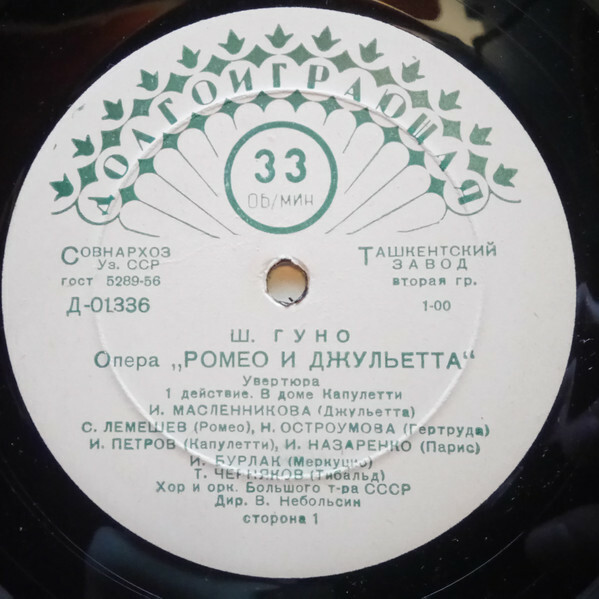 ДОЛГОИГРАЮЩАЯ
33
ОБ/МИН
СОВНАРХОЗ
Уз. ССР
гост 5289-56
Д-01336
ТАШКЕНТСКИЙ
ЗАВОД
вторая гр.
1-00
Ш. ГУНО
Опера „РОМЕО И ДЖУЛЬЕТТА"
Увертюра
1 действие. В доме Капулетти
И. МАСЛЕННИКОВА (Джульетта)
С. ЛЕМЕШЕВ (Ромео), Н. ОСТРОУМОВА (Гертруда)
И. ПЕТРОВ (Капулетти), И. НАЗАРЕНКО (Парис)
И. БУРЛАК (Меркуцио)
Т. ЧЕРНЯКОВ (Тибальд)
Хор и орк. Большого т-ра СССР
Дир. В. Небольсин
сторона 1